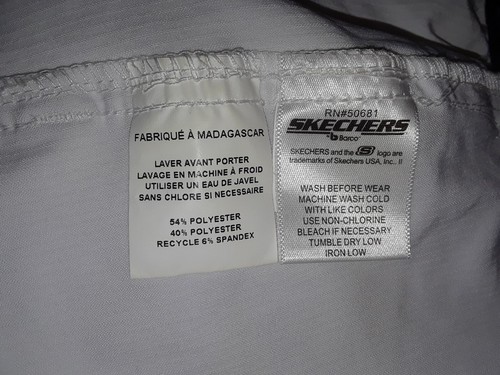 FABRIQUÉ À MADAGASCAR
LAVER AVANT PORTER
LAVAGE EN MACHINE À FROID
UTILISER UN EAU DE JAVEL
SANS CHLORE SI NECESSAIRE
54% POLYESTER
40% POLYESTER
RECYCLE 6% SPANDEX
RN#50681
SKECHERS
by Barco
SKECHERS and the S logo are
trademarks of Skechers USA, Inc., II
WASH BEFORE WEAR
MACHINE WASH COLD
WITH LIKE COLORS
USE NON-CHLORINE
BLEACH IF NECESSARY
TUMBLE DRY LOW
IRON LOW